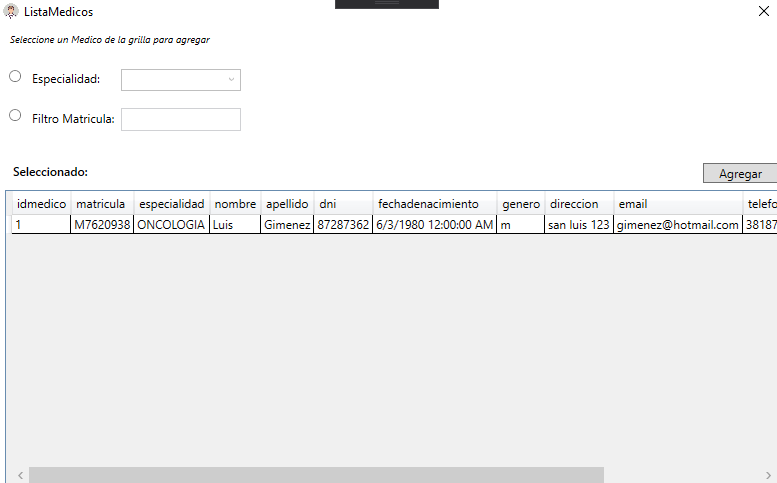 ListaMedicos
Seleccione un Medico de la grilla para agregar
Especialidad:
Filtro Matricula:
Seleccionado:
Agregar
idmedico matricula especialidad nombre apellido dni fechadenacimiento genero direccion email telefo
1 M7620938 ONCOLOGIA Luis Gimenez 87287362 6/3/1980 12:00:00 AM m san luis 123 gimenez@hotmail.com 38187